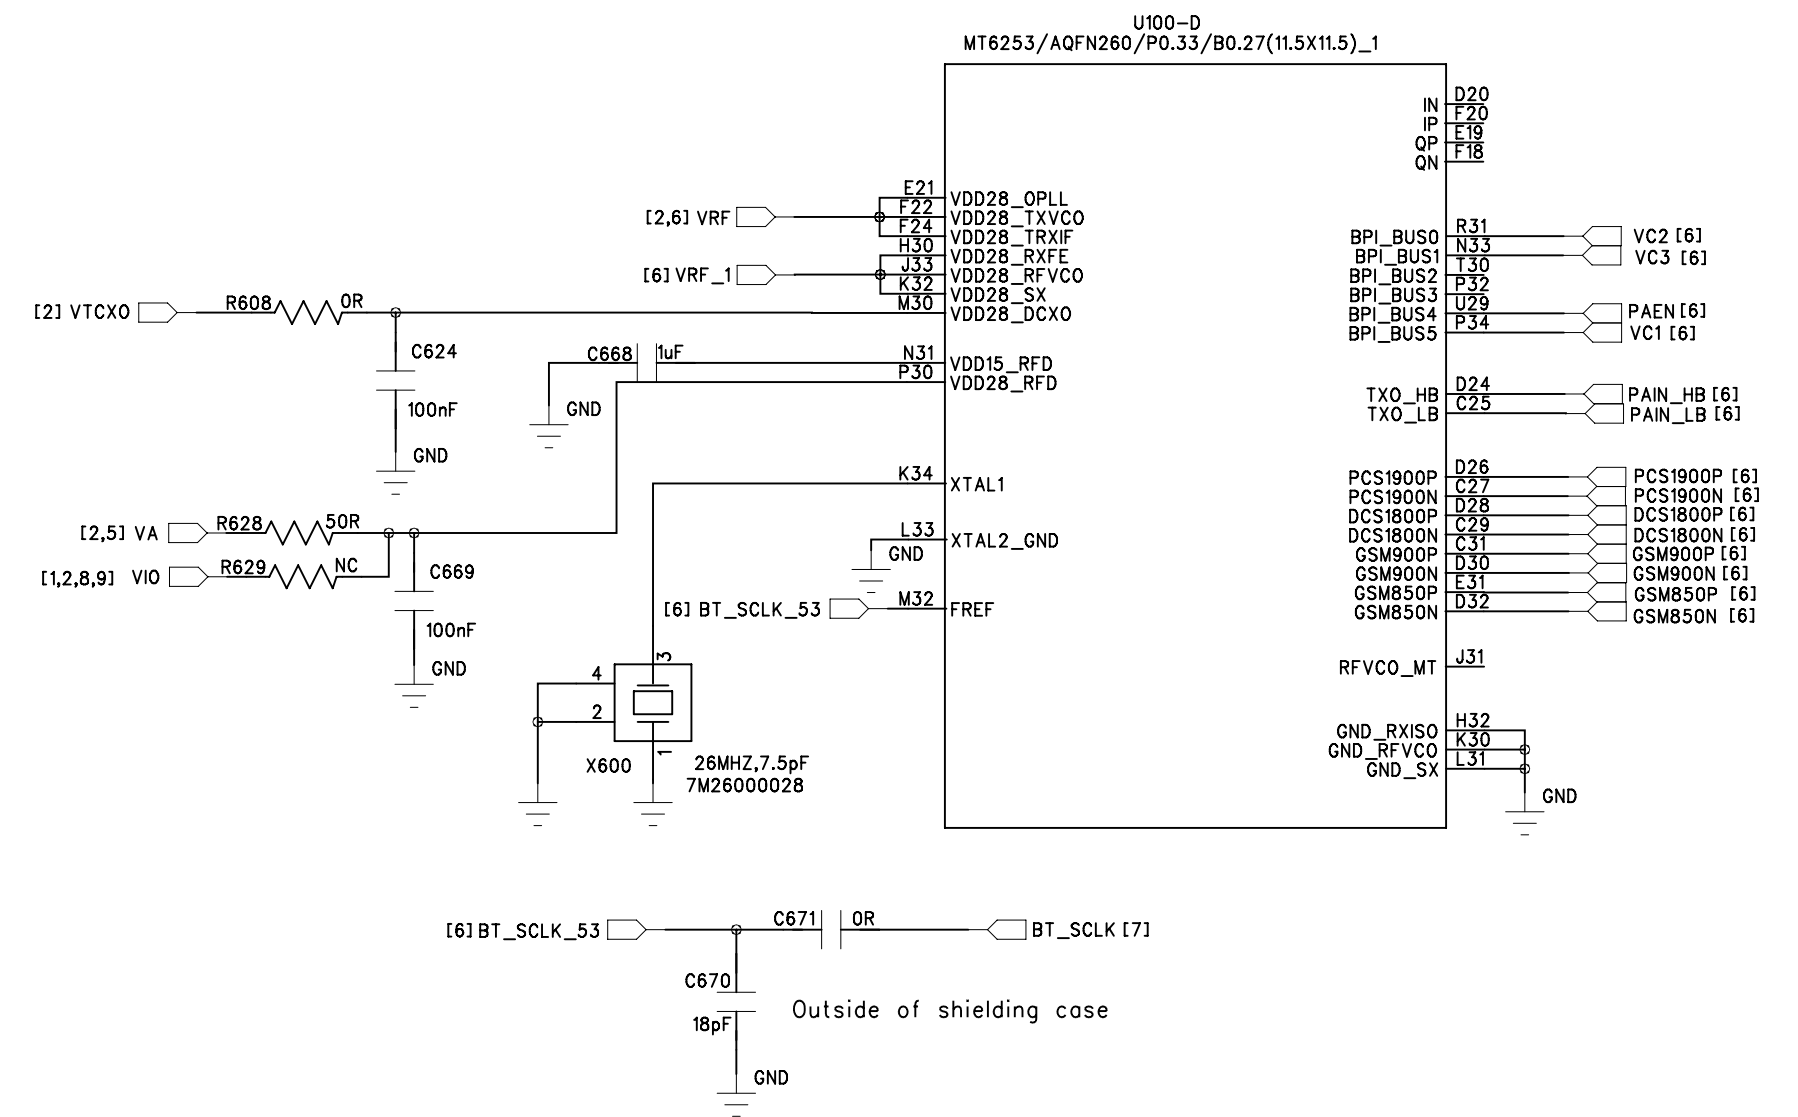 U100-D
MT6253/AQFN260/P0.33/B0.27(11.5X11.5)_1
IN D20
IP F20
QP E19
QN F18
E21 VDD28_OPLL
[2,6] VRF F22 VDD28_TXVCO
F24 VDD28_TRXIF
H30 VDD28_RXFE
[6] VRF_1 J33 VDD28_RFVCO
K32 VDD28_SX
[2] VTCXO R608 0R M30 VDD28_DCXO
BPI_BUS0 R31 VC2 [6]
BPI_BUS1 N33 VC3 [6]
BPI_BUS2 T30
BPI_BUS3 P32
BPI_BUS4 U29 PAEN [6]
BPI_BUS5 P34 VC1 [6]
C624
100nF
GND
C668 1uF N31 VDD15_RFD
P30 VDD28_RFD
GND
TXO_HB D24 PAIN_HB [6]
TXO_LB C25 PAIN_LB [6]
K34 XTAL1
L33 XTAL2_GND
GND
[6] BT_SCLK_53 M32 FREF
PCS1900P D26 PCS1900P [6]
PCS1900N C27 PCS1900N [6]
DCS1800P D28 DCS1800P [6]
DCS1800N C29 DCS1800N [6]
GSM900P C31 GSM900P [6]
GSM900N D30 GSM900N [6]
GSM850P E31 GSM850P [6]
GSM850N D32 GSM850N [6]
[2,5] VA R628 50R
[1,2,8,9] VIO R629 NC
C669
100nF
GND
RFVCO_MT J31
3
4
2
1
X600
26MHZ,7.5pF
7M26000028
GND_RXISO H32
GND_RFVCO K30
GND_SX L31
GND
[6] BT_SCLK_53 C671 0R BT_SCLK [7]
C670
18pF
Outside of shielding case
GND